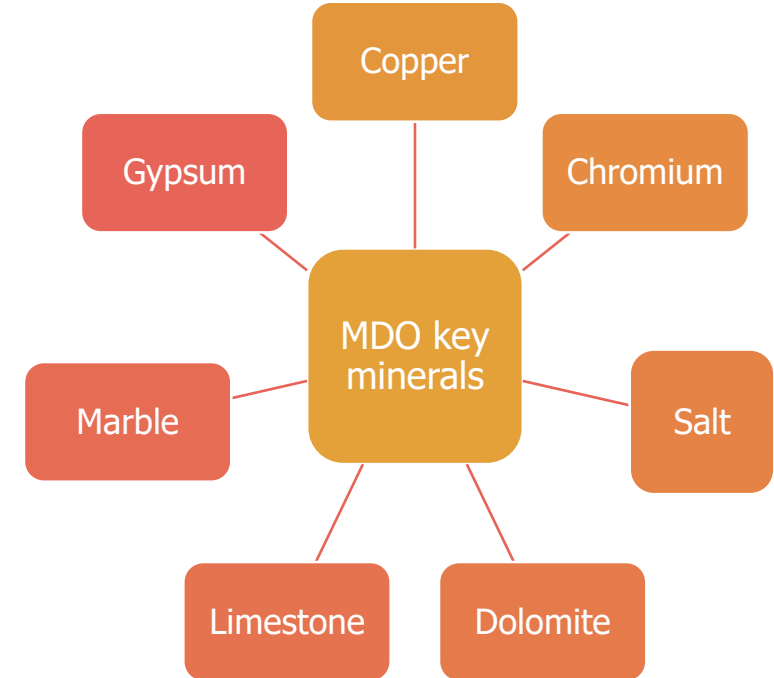 Copper
Gypsum
Chromium
MDO key
minerals
Marble
Salt
Limestone
Dolomite